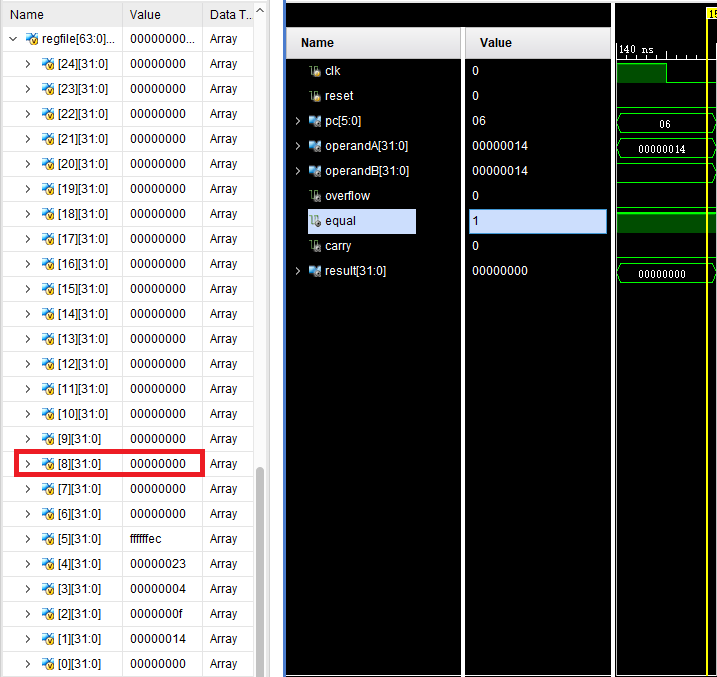 Name Value Data T...
regfile[63:0]... 00000000... Array
[24][31:0] 00000000 Array
[23][31:0] 00000000 Array
[22][31:0] 00000000 Array
[21][31:0] 00000000 Array
[20][31:0] 00000000 Array
[19][31:0] 00000000 Array
[18][31:0] 00000000 Array
[17][31:0] 00000000 Array
[16][31:0] 00000000 Array
[15][31:0] 00000000 Array
[14][31:0] 00000000 Array
[13][31:0] 00000000 Array
[12][31:0] 00000000 Array
[11][31:0] 00000000 Array
[10][31:0] 00000000 Array
[9][31:0] 00000000 Array
[8][31:0] 00000000 Array
[7][31:0] 00000000 Array
[6][31:0] 00000000 Array
[5][31:0] ffffffec Array
[4][31:0] 00000023 Array
[3][31:0] 00000004 Array
[2][31:0] 0000000f Array
[1][31:0] 00000014 Array
[0][31:0] 00000000 Array
Name Value
clk 0
reset 0
pc[5:0] 06
operandA[31:0] 00000014
operandB[31:0] 00000014
overflow 0
equal 1
carry 0
result[31:0] 00000000
140 ns
06
00000014
00000000